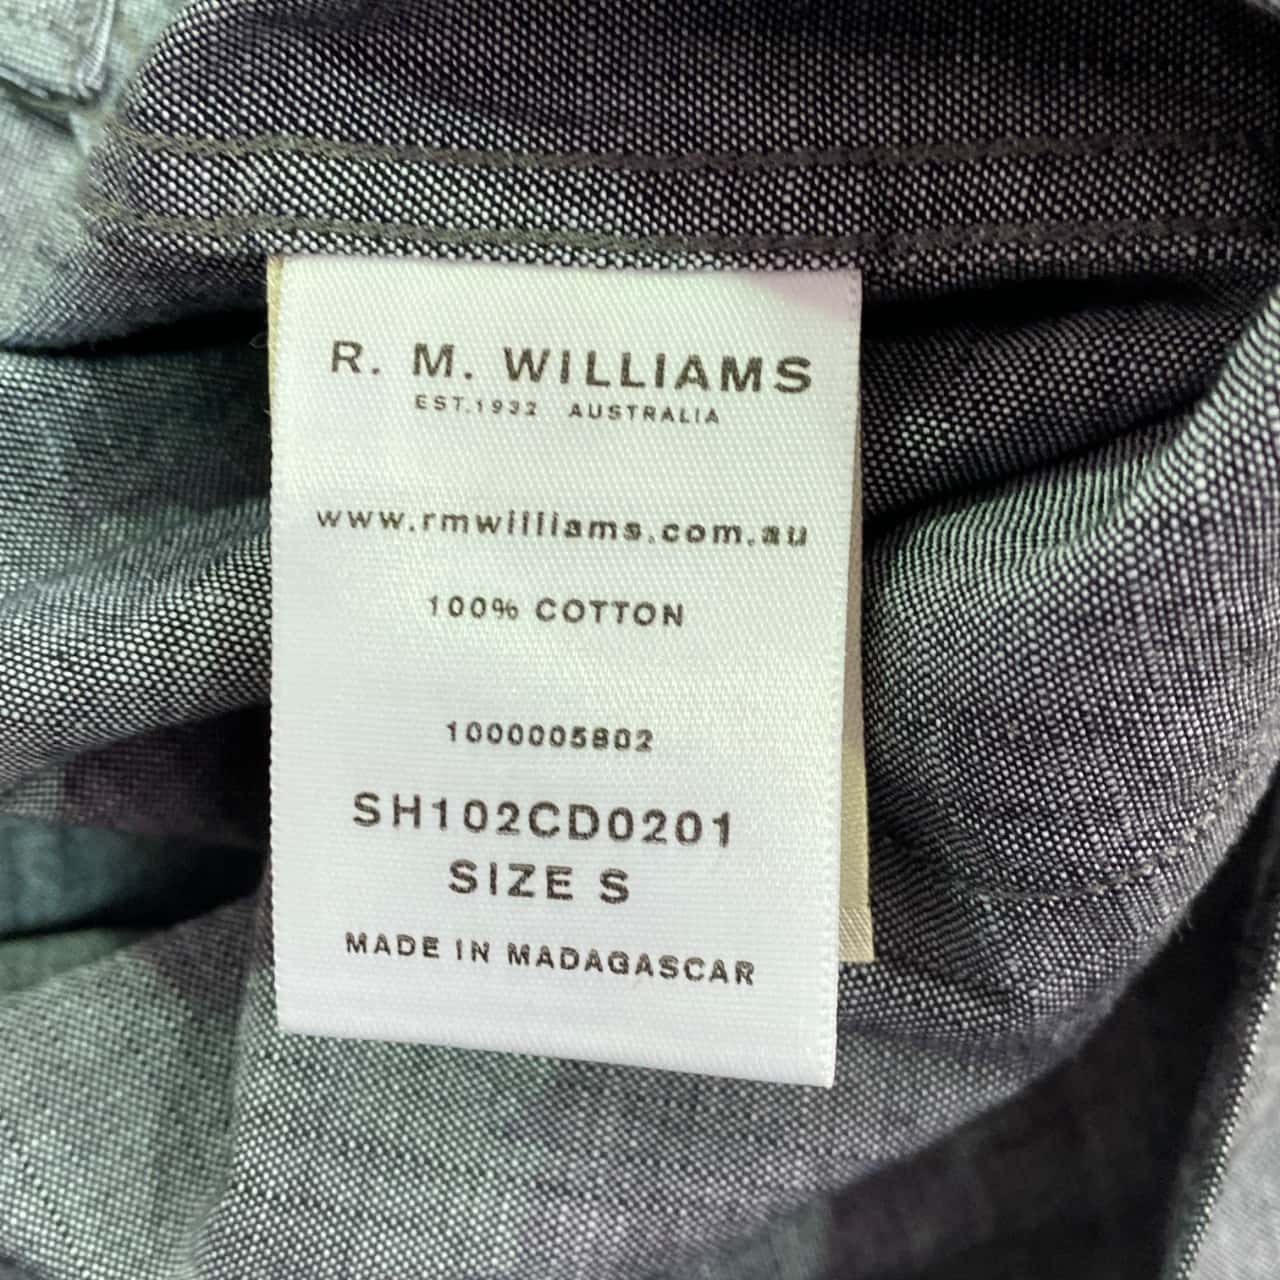 R. M. WILLIAMS
EST.1932 AUSTRALIA
www.rmwilliams.com.au
100% COTTON
1000005802
SH102CD0201
SIZE S
MADE IN MADAGASCAR